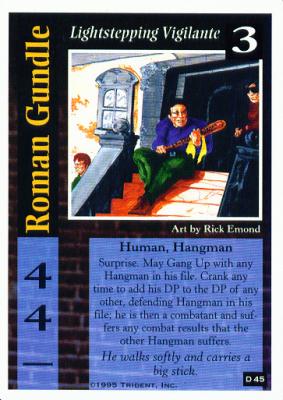 Roman Gundle
Lightstepping Vigilante
3
Art by Rick Emond
4
4
—
Human, Hangman
Surprise. May Gang Up with any
Hangman in his file. Crank any
time to add his DP to the DP of any
other, defending Hangman in his
file; he is then a combatant and suf-
fers any combat results that the
other Hangman suffers.
He walks softly and carries a
big stick.
©1995 TRIDENT, INC.
D 45